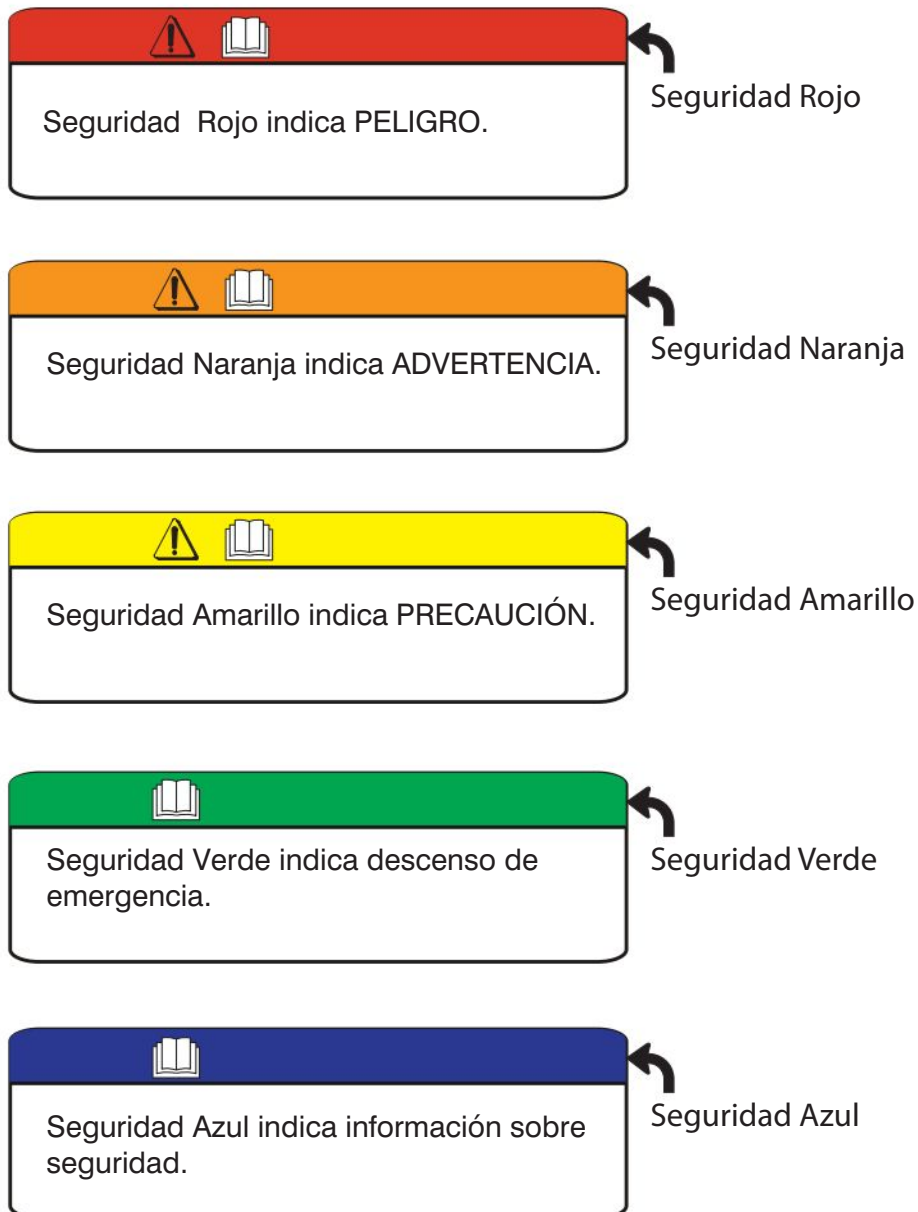 Seguridad Rojo
Seguridad  Rojo indica PELIGRO.
Seguridad Naranja
Seguridad Naranja indica ADVERTENCIA.
Seguridad Amarillo
Seguridad Amarillo indica PRECAUCIÓN.
Seguridad Verde
Seguridad Verde indica descenso de
emergencia.
Seguridad Azul
Seguridad Azul indica información sobre
seguridad.